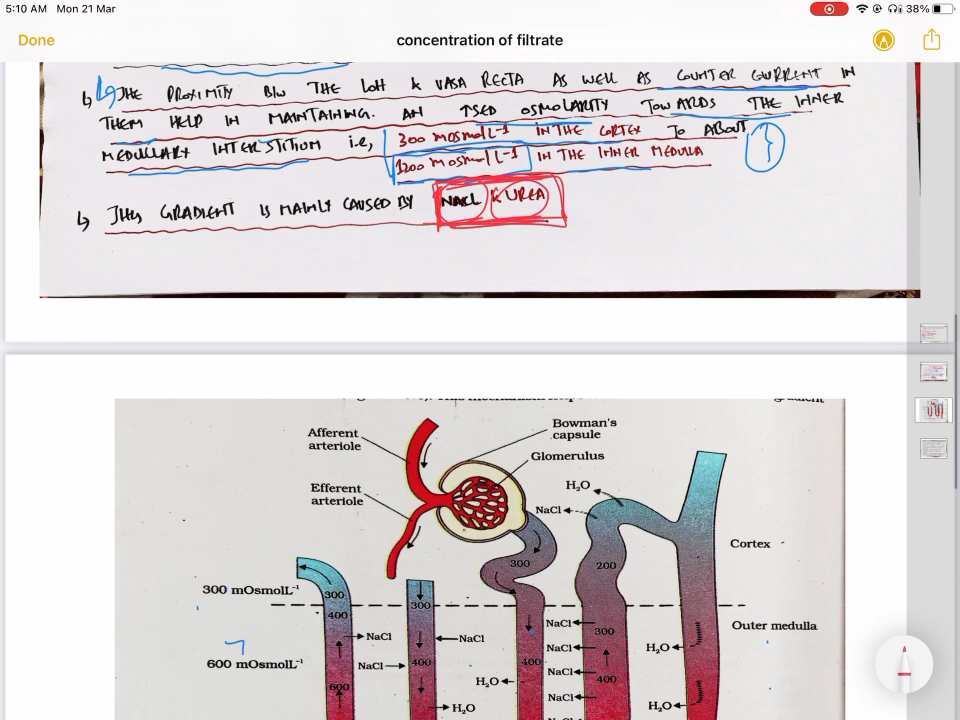 5:10 AM Mon 21 Mar
38%
Done
concentration of filtrate
THE PROXIMITY B/W THE LOH & VASA RECTA AS WELL AS COUNTER CURRENT IN
THEM HELP IN MAINTAINING. AN ↑SED OSMOLARITY TOWARDS THE INNER
MEDULLARY INTERSTITIUM i.e, 300 mosmol L-1 IN THE CORTEX TO ABOUT
1200 mosmol L-1 IN THE INNER MEDULLA
THIS GRADIENT IS MAINLY CAUSED BY NACL & UREA
gradient
Afferent
arteriole
Bowman's
capsule
Glomerulus
Efferent
arteriole
H₂O
NaCl
Cortex
300
200
300 mOsmolL⁻¹
300
300
400
NaCl
Outer medulla
300
NaCl
NaCl
NaCl
H₂O
600 mOsmolL⁻¹
NaCl
400
400
NaCl
600
H₂O
400
NaCl
H₂O
H₂O